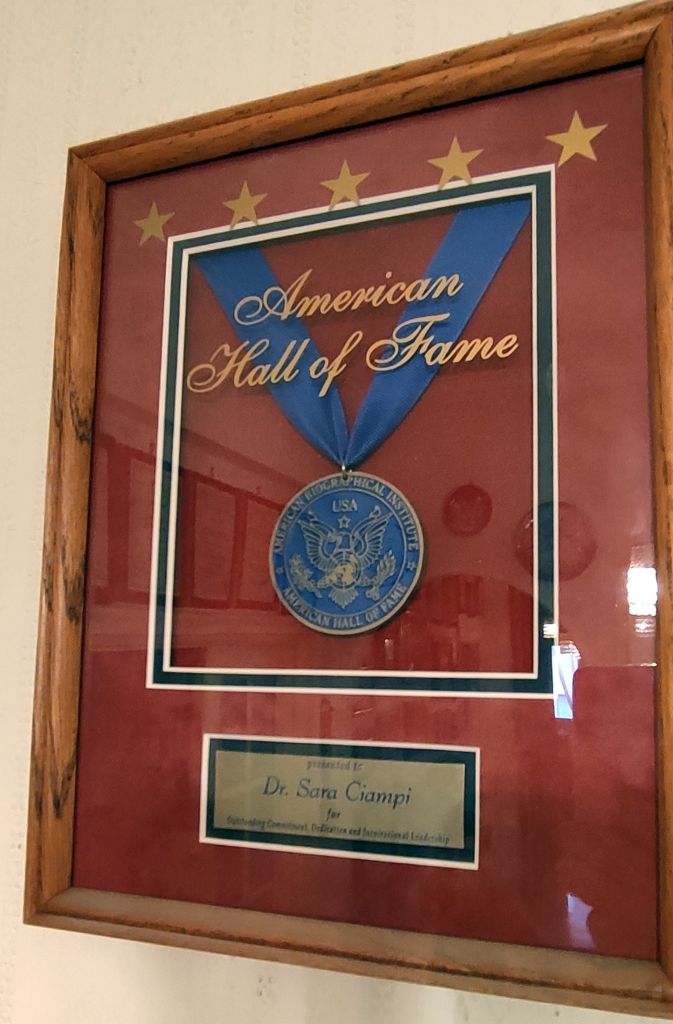 American
Hall of Fame
AMERICAN BIOGRAPHICAL INSTITUTE
USA
AMERICAN HALL OF FAME
presented to
Dr. Sara Ciampi
for
Outstanding Commitment, Dedication and Inspirational Leadership